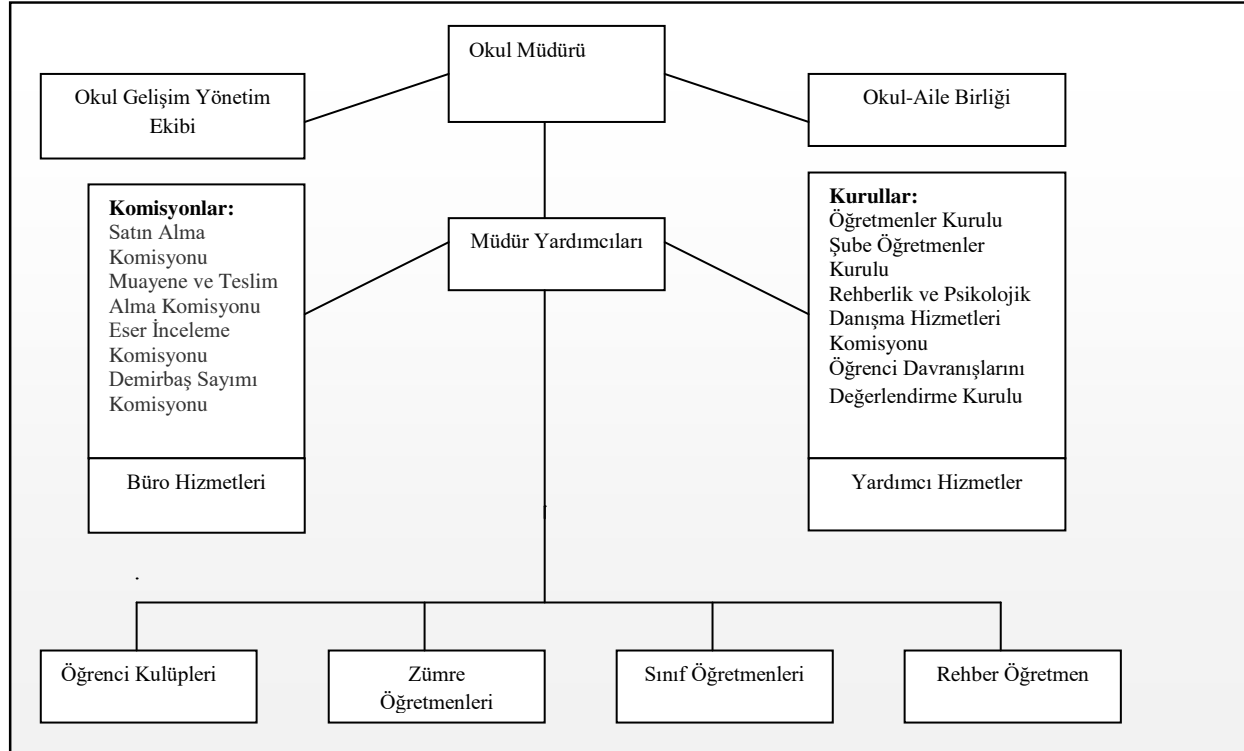 Okul Müdürü
Okul Gelişim Yönetim
Ekibi
Okul-Aile Birliği
Komisyonlar:
Satın Alma
Komisyonu
Muayene ve Teslim
Alma Komisyonu
Eser İnceleme
Komisyonu
Demirbaş Sayımı
Komisyonu
Müdür Yardımcıları
Kurullar:
Öğretmenler Kurulu
Şube Öğretmenler
Kurulu
Rehberlik ve Psikolojik
Danışma Hizmetleri
Komisyonu
Öğrenci Davranışlarını
Değerlendirme Kurulu
Büro Hizmetleri
Yardımcı Hizmetler
Öğrenci Kulüpleri
Zümre
Öğretmenleri
Sınıf Öğretmenleri
Rehber Öğretmen